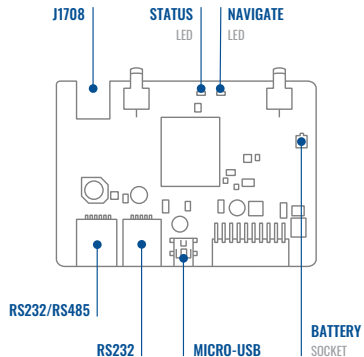 J1708
STATUS
LED
NAVIGATE
LED
RS232/RS485
RS232
MICRO-USB
BATTERY
SOCKET